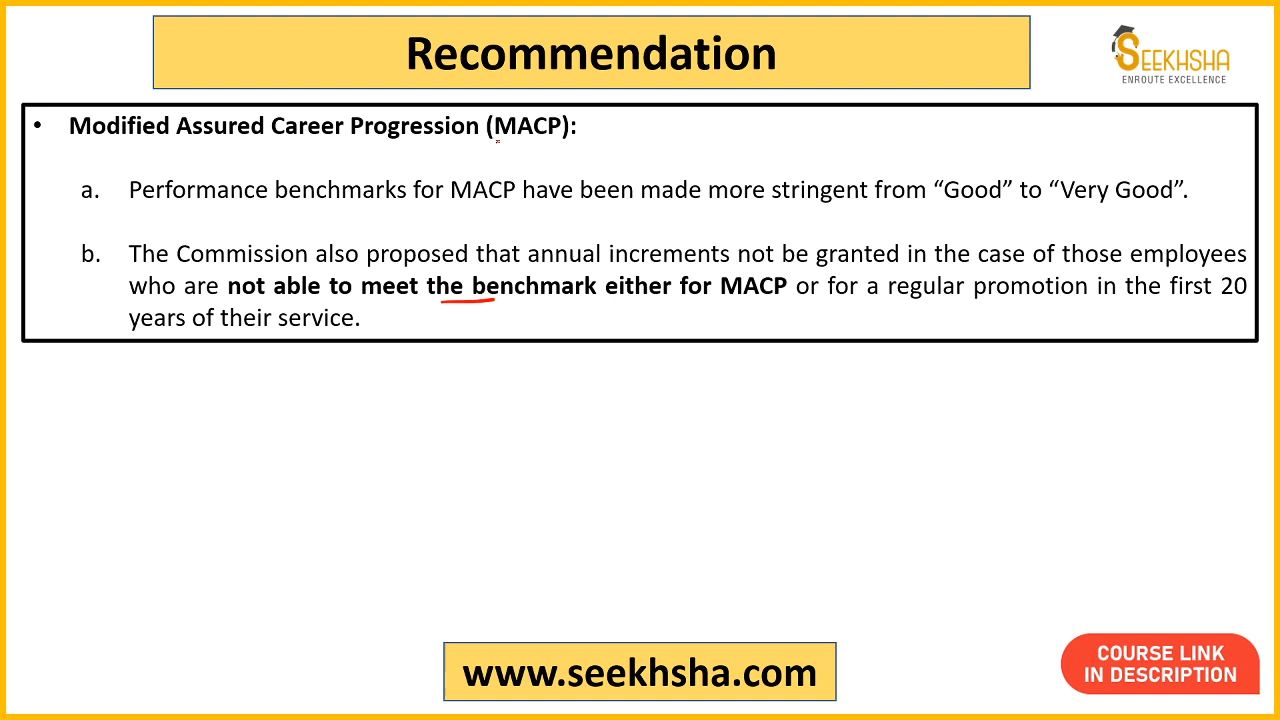 Recommendation
SEEKHSHA
ENROUTE EXCELLENCE
• Modified Assured Career Progression (MACP):
a. Performance benchmarks for MACP have been made more stringent from “Good” to “Very Good”.
b. The Commission also proposed that annual increments not be granted in the case of those employees
who are not able to meet the benchmark either for MACP or for a regular promotion in the first 20
years of their service.
www.seekhsha.com
COURSE LINK
IN DESCRIPTION